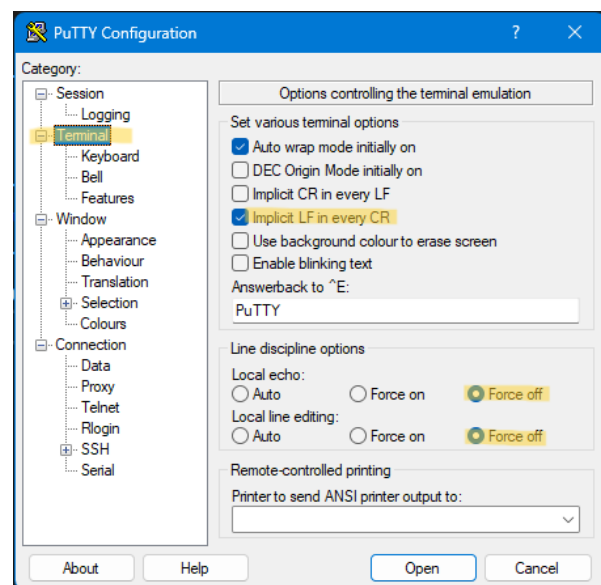 PuTTY Configuration
Category:
Session
Logging
Terminal
Keyboard
Bell
Features
Window
Appearance
Behaviour
Translation
Selection
Colours
Connection
Data
Proxy
Telnet
Rlogin
SSH
Serial
Options controlling the terminal emulation
Set various terminal options
Auto wrap mode initially on
DEC Origin Mode initially on
Implicit CR in every LF
Implicit LF in every CR
Use background colour to erase screen
Enable blinking text
Answerback to ^E:
PuTTY
Line discipline options
Local echo:
Auto Force on Force off
Local line editing:
Auto Force on Force off
Remote-controlled printing
Printer to send ANSI printer output to:
About Help Open Cancel